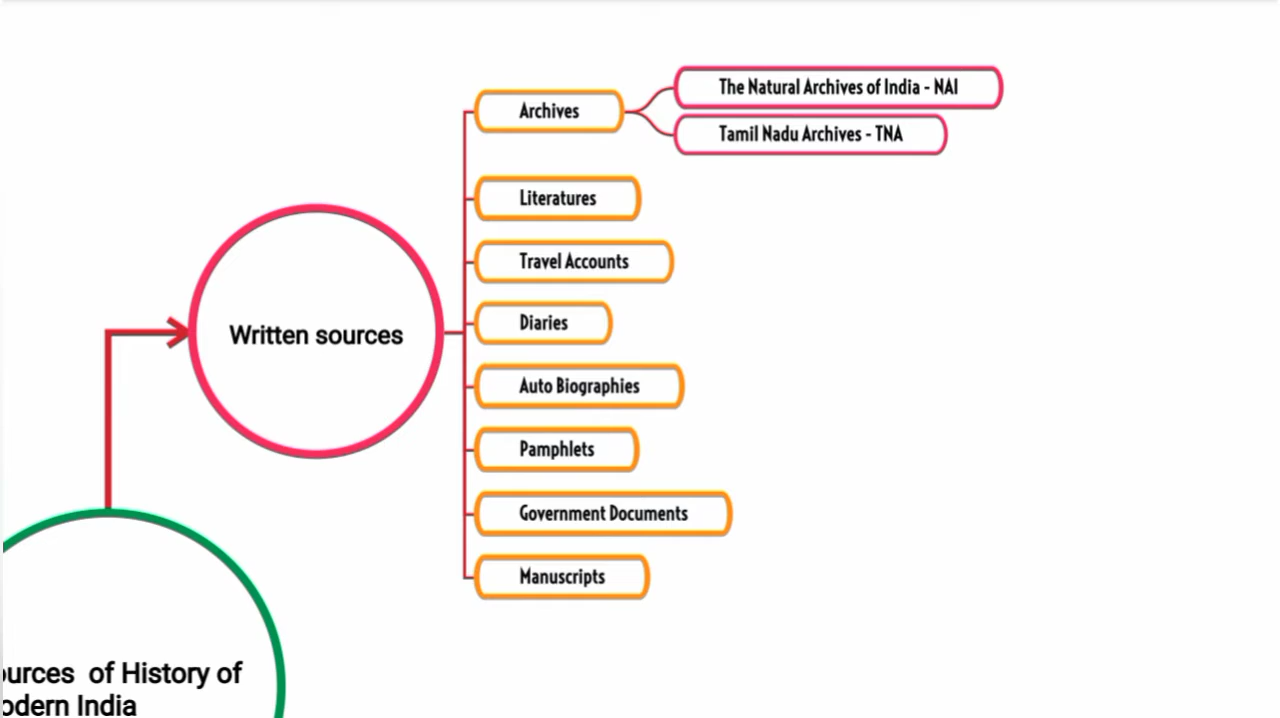 The Natural Archives of India - NAI
Archives
Tamil Nadu Archives - TNA
Literatures
Travel Accounts
Diaries
Written sources
Auto Biographies
Pamphlets
Government Documents
Manuscripts
ources of History of
odern India